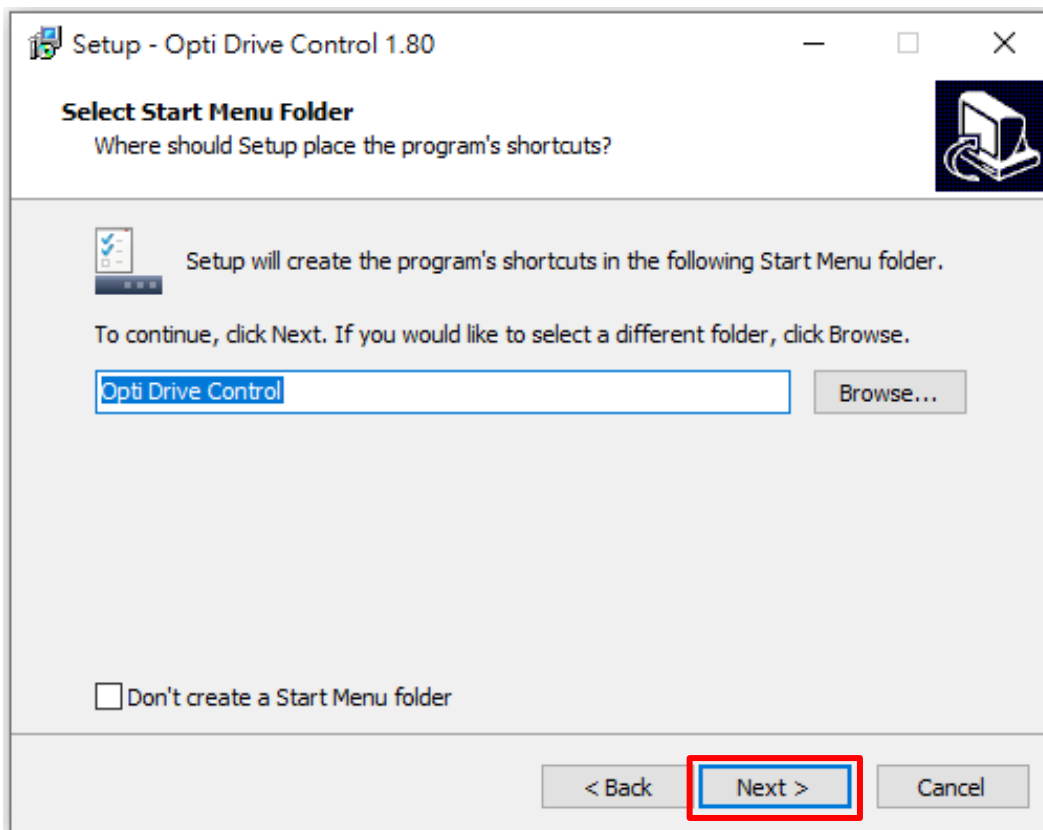 Setup - Opti Drive Control 1.80
Select Start Menu Folder
Where should Setup place the program's shortcuts?
Setup will create the program's shortcuts in the following Start Menu folder.
To continue, click Next. If you would like to select a different folder, click Browse.
Opti Drive Control
Browse...
Don't create a Start Menu folder
< Back
Next >
Cancel